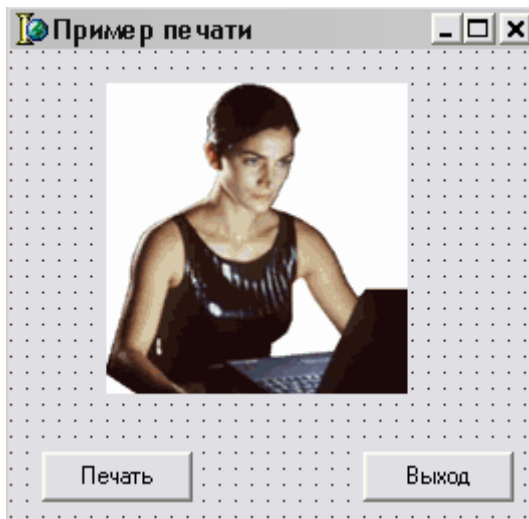 Пример печати
Печать
Выход